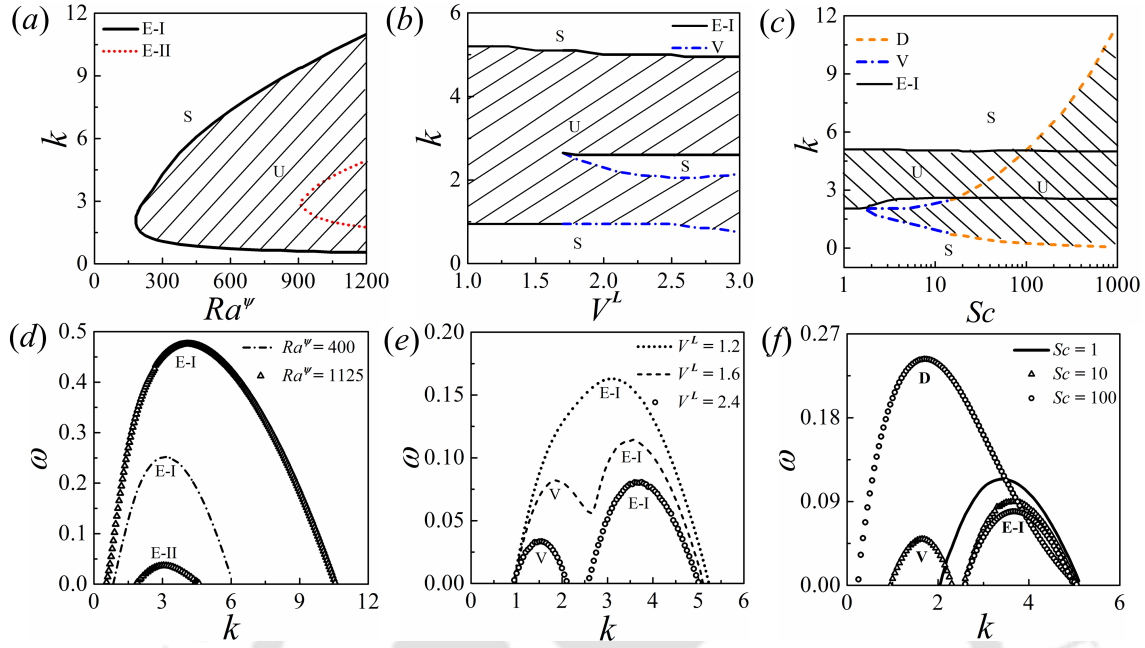 (a)
E-I
E-II
S
U
k
12
9
6
3
0
0 300 600 900 1200
Ra^ψ
(b)
E-I
V
S
U
S
S
k
6
4
2
0
1.0 1.5 2.0 2.5 3.0
V^L
(c)
D
V
E-I
S
U
U
S
k
12
9
6
3
0
1 10 100 1000
Sc
(d)
Ra^ψ = 400
Ra^ψ = 1125
E-I
E-I
E-II
ω
0.5
0.4
0.3
0.2
0.1
0.0
0 3 6 9 12
k
(e)
V^L = 1.2
V^L = 1.6
V^L = 2.4
E-I
E-I
V
E-I
V
ω
0.20
0.15
0.10
0.05
0.00
0 1 2 3 4 5 6
k
(f)
Sc = 1
Sc = 10
Sc = 100
D
E-I
V
ω
0.27
0.18
0.09
0.00
0 2 4 6
k